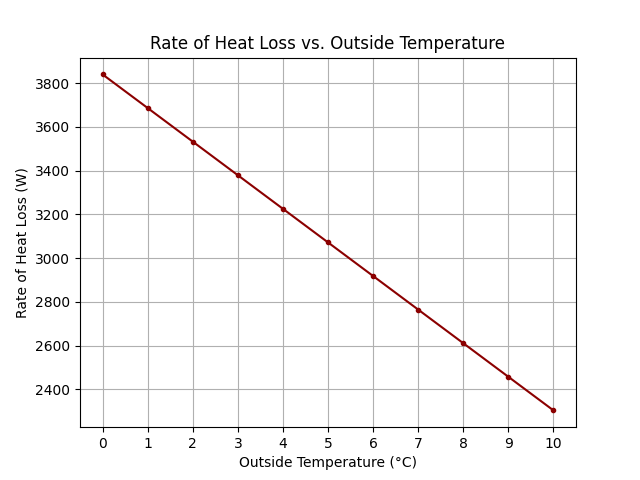 Rate of Heat Loss vs. Outside Temperature
Rate of Heat Loss (W)
3800
3600
3400
3200
3000
2800
2600
2400
0 1 2 3 4 5 6 7 8 9 10
Outside Temperature (°C)